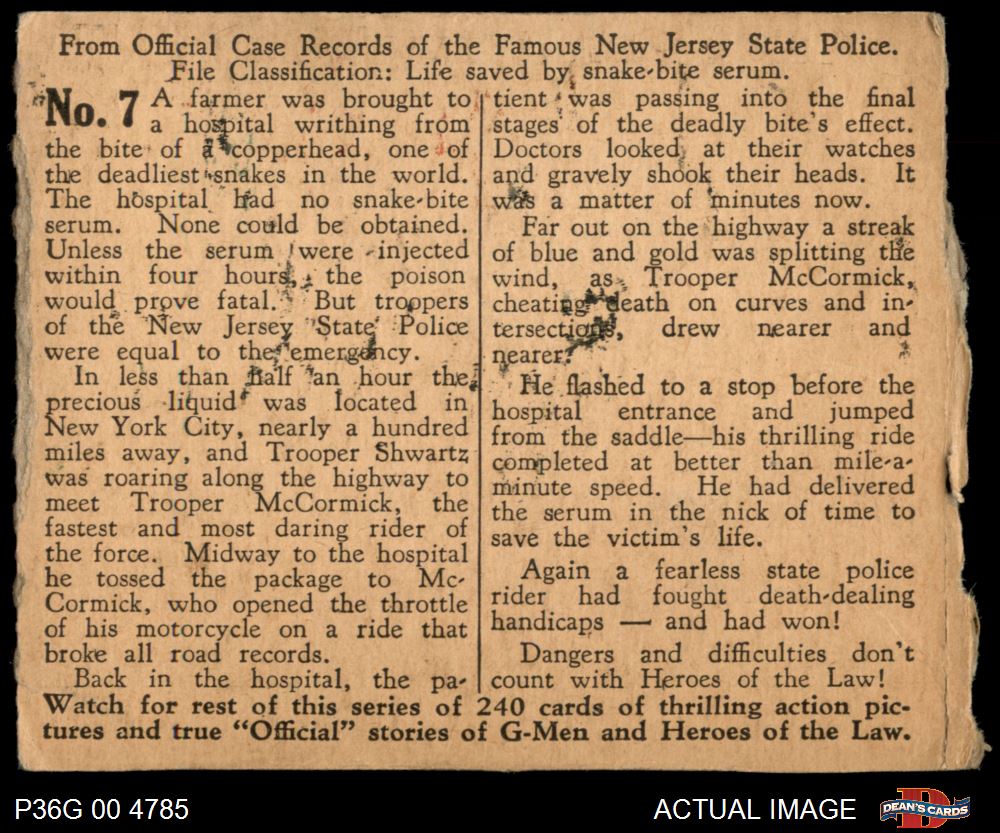 From Official Case Records of the Famous New Jersey State Police.
File Classification: Life saved by snake-bite serum.
No. 7 A farmer was brought to
a hospital writhing from
the bite of a copperhead, one of
the deadliest snakes in the world.
The hospital had no snake-bite
serum. None could be obtained.
Unless the serum were injected
within four hours, the poison
would prove fatal. But troopers
of the New Jersey State Police
were equal to the emergency.
In less than half an hour the
precious liquid was located in
New York City, nearly a hundred
miles away, and Trooper Shwartz
was roaring along the highway to
meet Trooper McCormick, the
fastest and most daring rider of
the force. Midway to the hospital
he tossed the package to Mc-
Cormick, who opened the throttle
of his motorcycle on a ride that
broke all road records.
Back in the hospital, the pa-
tient was passing into the final
stages of the deadly bite's effect.
Doctors looked at their watches
and gravely shook their heads. It
was a matter of minutes now.
Far out on the highway a streak
of blue and gold was splitting the
wind, as Trooper McCormick,
cheating death on curves and in-
tersections, drew nearer and
nearer.
He flashed to a stop before the
hospital entrance and jumped
from the saddle—his thrilling ride
completed at better than mile-a-
minute speed. He had delivered
the serum in the nick of time to
save the victim's life.
Again a fearless state police
rider had fought death-dealing
handicaps — and had won!
Dangers and difficulties don't
count with Heroes of the Law!
Watch for rest of this series of 240 cards of thrilling action pic-
tures and true "Official" stories of G-Men and Heroes of the Law.
P36G 00 4785
ACTUAL IMAGE
DEAN'S CARDS